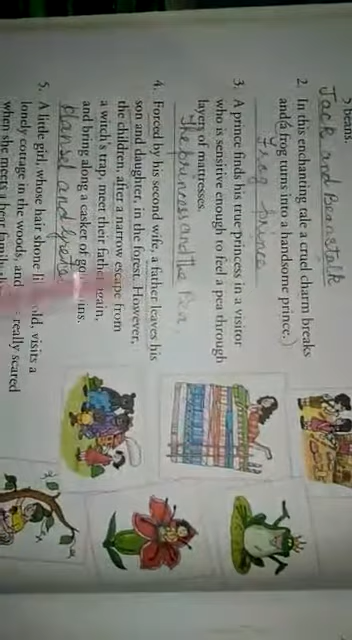 beans.
Jack and Beanstalk
2. In this enchanting tale a cruel charm breaks
and a frog turns into a handsome prince.)
Frog prince
3. A prince finds his true princess in a visitor
who is sensitive enough to feel a pea through
layers of mattresses.
The princess and the Pea,
4. Forced by his second wife, a father leaves his
son and daughter, in the forest. However,
the children, after a narrow escape from
a witch's trap, meet their father again,
and bring along a casket of
Hansel and
5. A little girl, whose hair shone old, visits a
lonely cottage in the woods, and really scared
when she meets a bear family